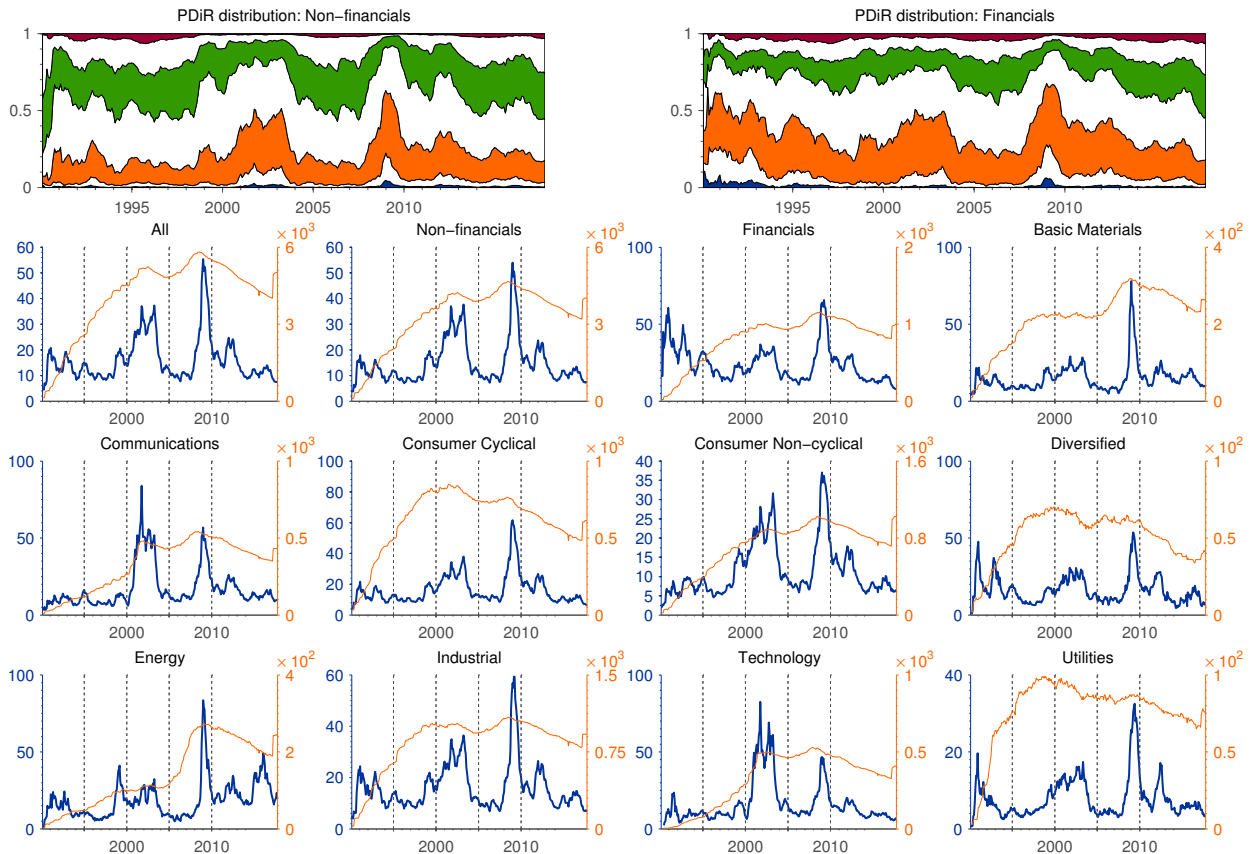 PDiR distribution: Non−financials PDiR distribution: Financials
1 1
0.5 0.5
0 0
1995 2000 2005 2010 1995 2000 2005 2010
All Non−financials Financials Basic Materials
× 10³ × 10³ × 10³ × 10²
60 6 60 6 100 2 100 4
50 50
40 40
3 3 50 1 50 2
30 30
20 20
10 10
0 0 0 0 0 0 0 0
2000 2010 2000 2010 2000 2010 2000 2010
Communications Consumer Cyclical Consumer Non−cyclical Diversified
× 10³ × 10³ × 10³ × 10²
100 1 100 1 40 1.6 100 1
35
80 30
60 25
50 0.5 0.5 20 0.8 50 0.5
40 15
20 10
5
0 0 0 0 0 0 0 0
2000 2010 2000 2010 2000 2010 2000 2010
Energy Industrial Technology Utilities
× 10² × 10³ × 10³ × 10²
100 4 60 1.5 100 1 40 1
50 2 40 0.75 50 0.5 20 0.5
20
0 0 0 0 0 0 0 0
2000 2010 2000 2010 2000 2010 2000 2010